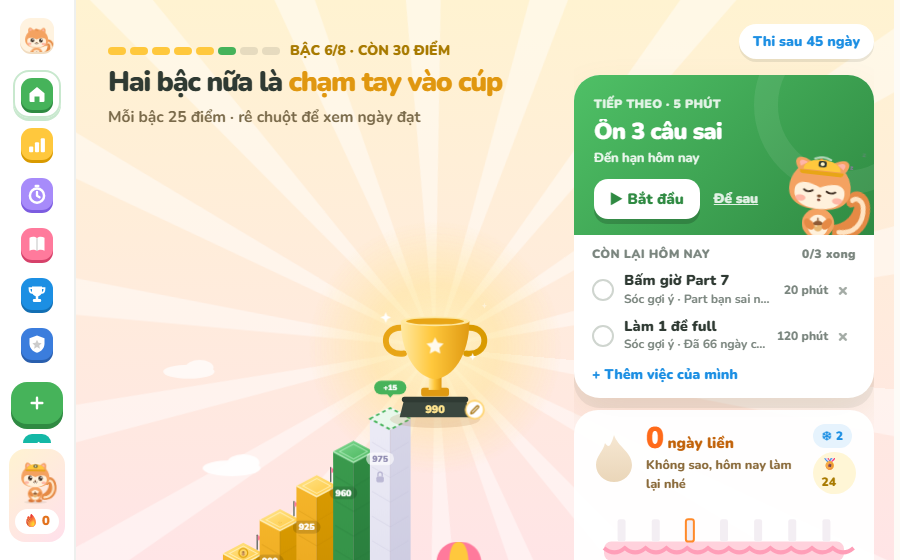 BẬC 6/8 · CÒN 30 ĐIỂM
Hai bậc nữa là chạm tay vào cúp
Mỗi bậc 25 điểm · rê chuột để xem ngày đạt
Thi sau 45 ngày
TIẾP THEO · 5 PHÚT
Ôn 3 câu sai
Đến hạn hôm nay
Bắt đầu
Để sau
CÒN LẠI HÔM NAY
0/3 xong
Bấm giờ Part 7
Sóc gợi ý · Part bạn sai n...
20 phút
Làm 1 đề full
Sóc gợi ý · Đã 66 ngày c...
120 phút
+ Thêm việc của mình
0 ngày liền
Không sao, hôm nay làm
lại nhé
2
24
+15
990
975
960
925
0